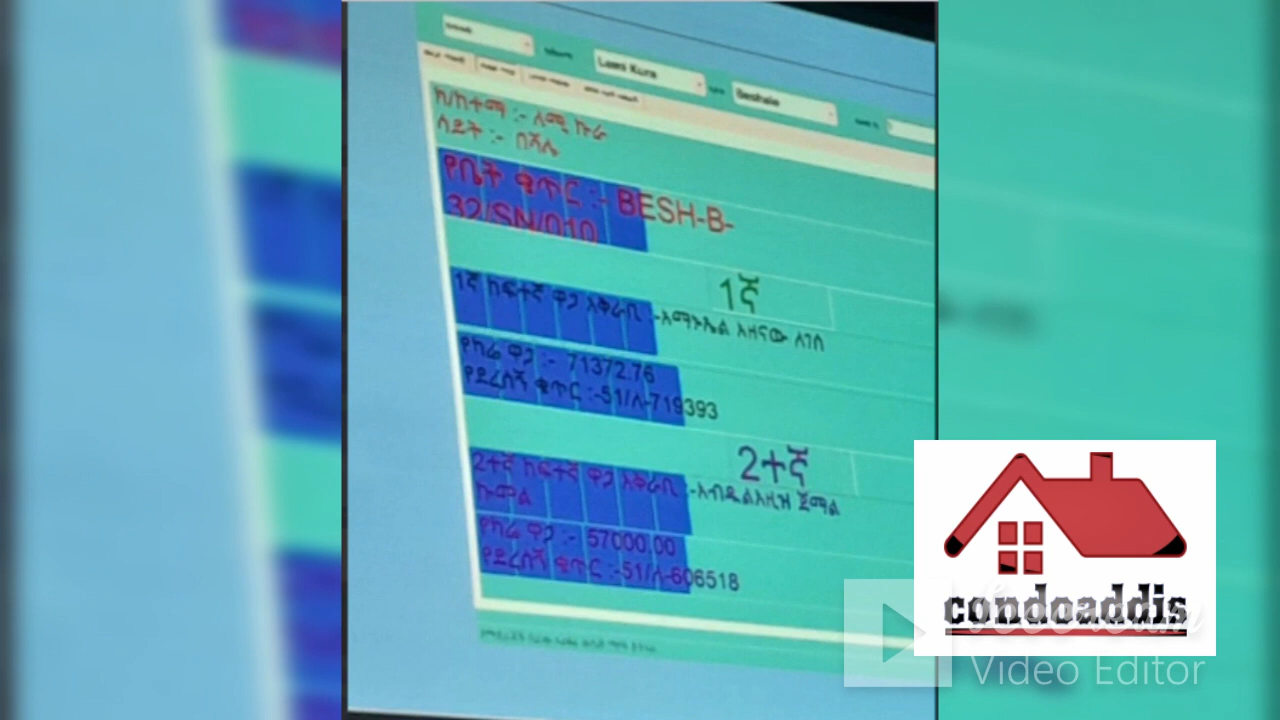 Lemi Kura
Beshale
ክ/ከተማ :- ለሚ ኩራ
ሳይት :- በሻሌ
የቤት ቁጥር :- BESH-B-
32/SN/010
1ኛ
1ኛ ከፍተኛ ዋጋ አቅራቢ :-አማኑኤል አዘናው ለገሰ
የካሬ ዋጋ :- 71372.76
የደረሰኝ ቁጥር :-51/ለ-719393
2ተኛ
2ተኛ ከፍተኛ ዋጋ አቅራቢ :-አብዱልአዚዝ ጀማል
ኩመል
የካሬ ዋጋ :- 57000.00
የደረሰኝ ቁጥር :-51/ለ-606518
condoaddis
Video Editor